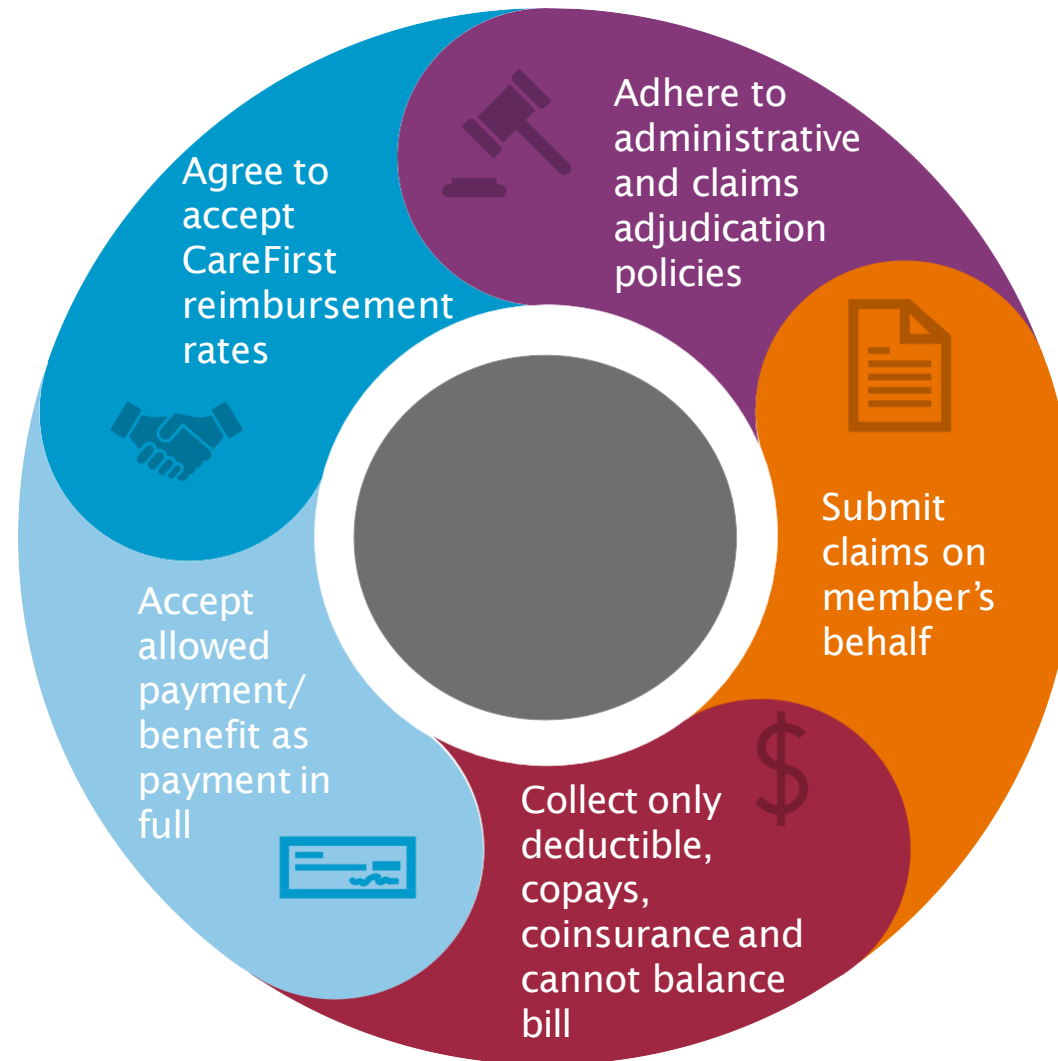 Adhere to
administrative
and claims
adjudication
policies
Submit
claims on
member’s
behalf
Collect only
deductible,
copays,
coinsurance and
cannot balance
bill
Accept
allowed
payment/
benefit as
payment in
full
Agree to
accept
CareFirst
reimbursement
rates